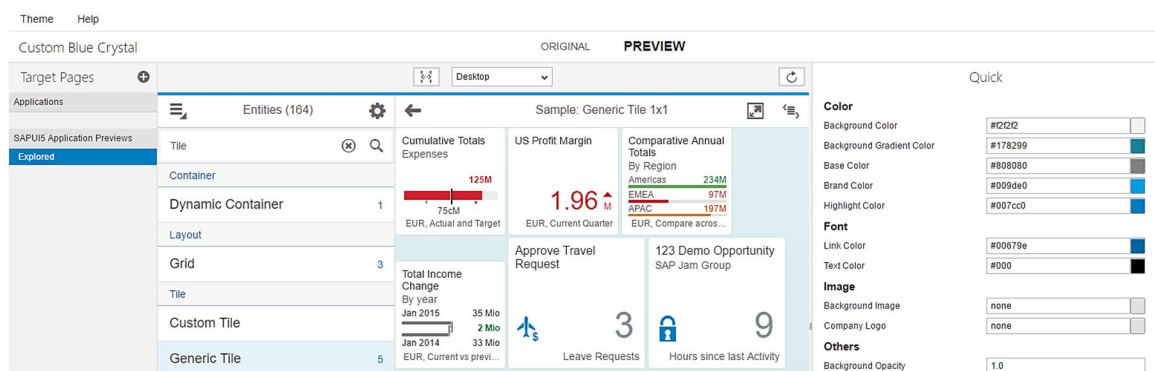 Theme Help
Custom Blue Crystal
ORIGINAL PREVIEW
Target Pages
Applications
SAPUI5 Application Previews
Explored
Desktop
Entities (164)
Tile
Container
Dynamic Container 1
Layout
Grid 3
Tile
Custom Tile
Generic Tile 5
Sample: Generic Tile 1x1
Cumulative Totals
Expenses
125M
75cM
EUR, Actual and Target
US Profit Margin
1.96 M
EUR, Current Quarter
Comparative Annual
Totals
By Region
Americas 234M
EMEA 97M
APAC 197M
EUR, Compare acros...
Total Income
Change
By year
Jan 2015 35 Mio
2 Mio
Jan 2014 33 Mio
EUR, Current vs previ...
Approve Travel
Request
$
3
Leave Requests
123 Demo Opportunity
SAP Jam Group
9
Hours since last Activity
Quick
Color
Background Color #f2f2f2
Background Gradient Color #178299
Base Color #808080
Brand Color #009de0
Highlight Color #007cc0
Font
Link Color #00679e
Text Color #000
Image
Background Image none
Company Logo none
Others
Background Opacity 1.0